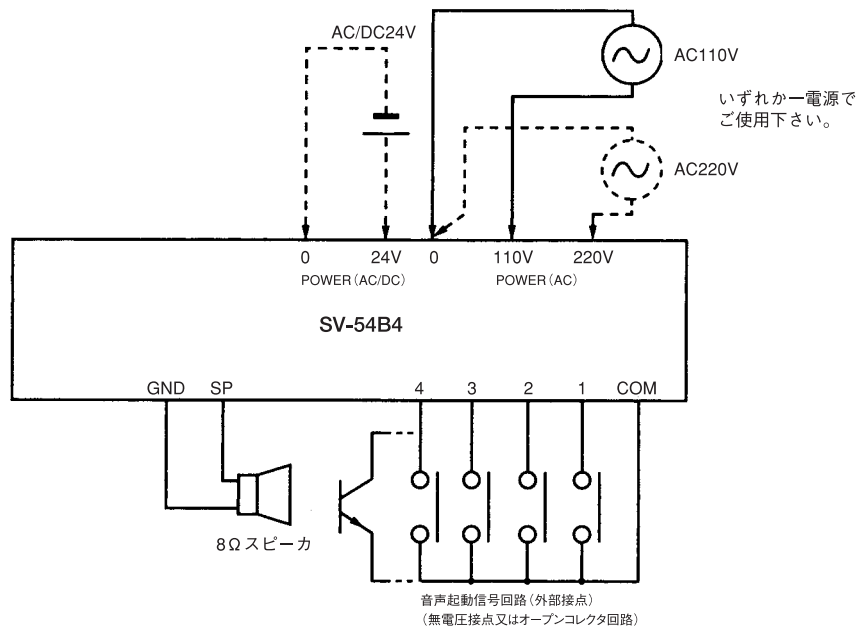 AC/DC24V
AC110V
いずれか一電源で
ご使用下さい。
AC220V
0 24V 0 110V 220V
POWER（AC/DC） POWER（AC）
SV-54B4
GND SP 4 3 2 1 COM
8Ωスピーカ
音声起動信号回路（外部接点）
（無電圧接点又はオープンコレクタ回路）